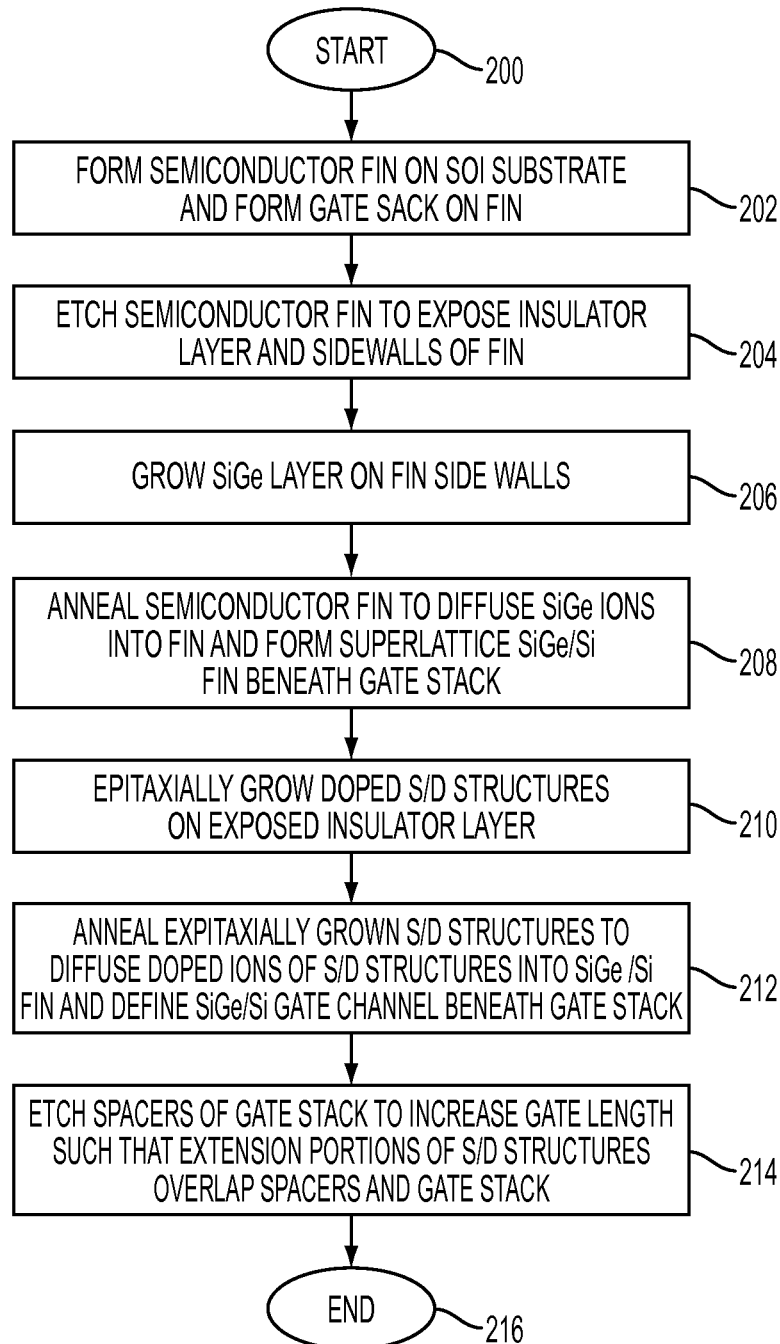 START
200
FORM SEMICONDUCTOR FIN ON SOI SUBSTRATE
AND FORM GATE SACK ON FIN
202
ETCH SEMICONDUCTOR FIN TO EXPOSE INSULATOR
LAYER AND SIDEWALLS OF FIN
204
GROW SiGe LAYER ON FIN SIDE WALLS
206
ANNEAL SEMICONDUCTOR FIN TO DIFFUSE SiGe IONS
INTO FIN AND FORM SUPERLATTICE SiGe/Si
FIN BENEATH GATE STACK
208
EPITAXIALLY GROW DOPED S/D STRUCTURES
ON EXPOSED INSULATOR LAYER
210
ANNEAL EXPITAXIALLY GROWN S/D STRUCTURES TO
DIFFUSE DOPED IONS OF S/D STRUCTURES INTO SiGe /Si
FIN AND DEFINE SiGe/Si GATE CHANNEL BENEATH GATE STACK
212
ETCH SPACERS OF GATE STACK TO INCREASE GATE LENGTH
SUCH THAT EXTENSION PORTIONS OF S/D STRUCTURES
OVERLAP SPACERS AND GATE STACK
214
END
216